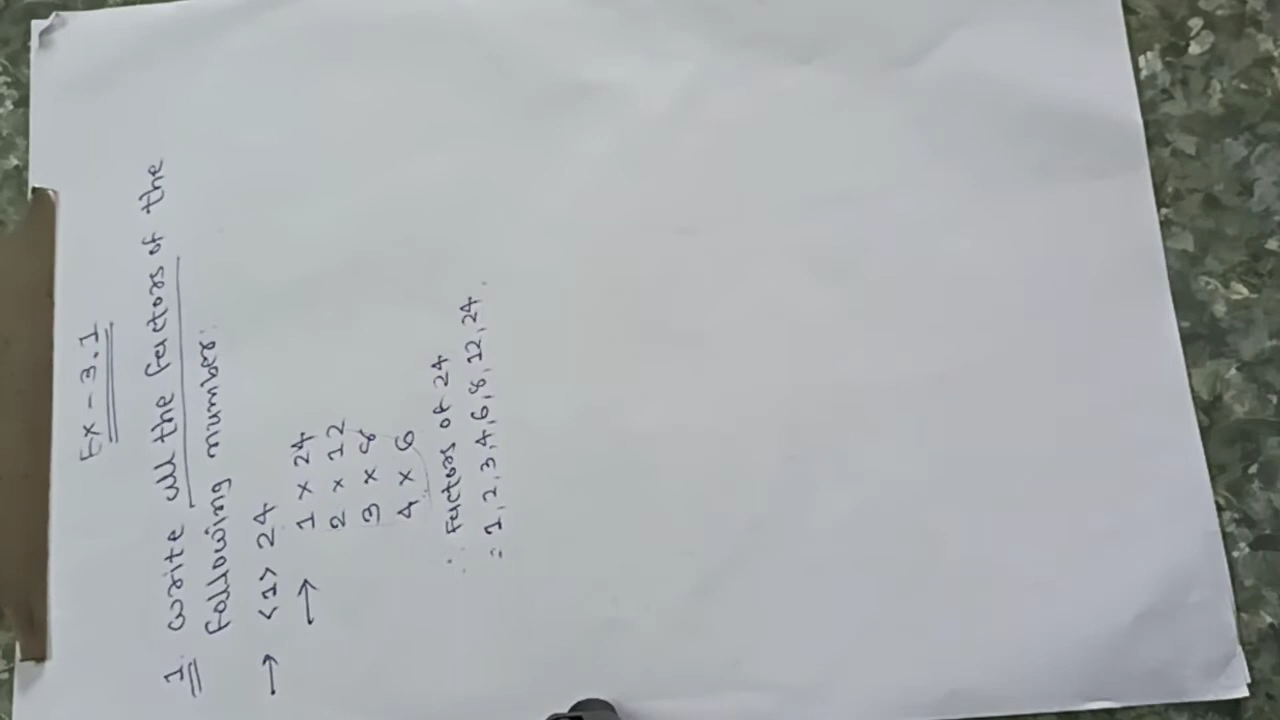 Ex - 3.1
1. write all the factors of the
following number:
→ <1> 24
→ 1 × 24
2 × 12
3 × 8
4 × 6
∴ Factors of 24
= 1, 2, 3, 4, 6, 8, 12, 24.